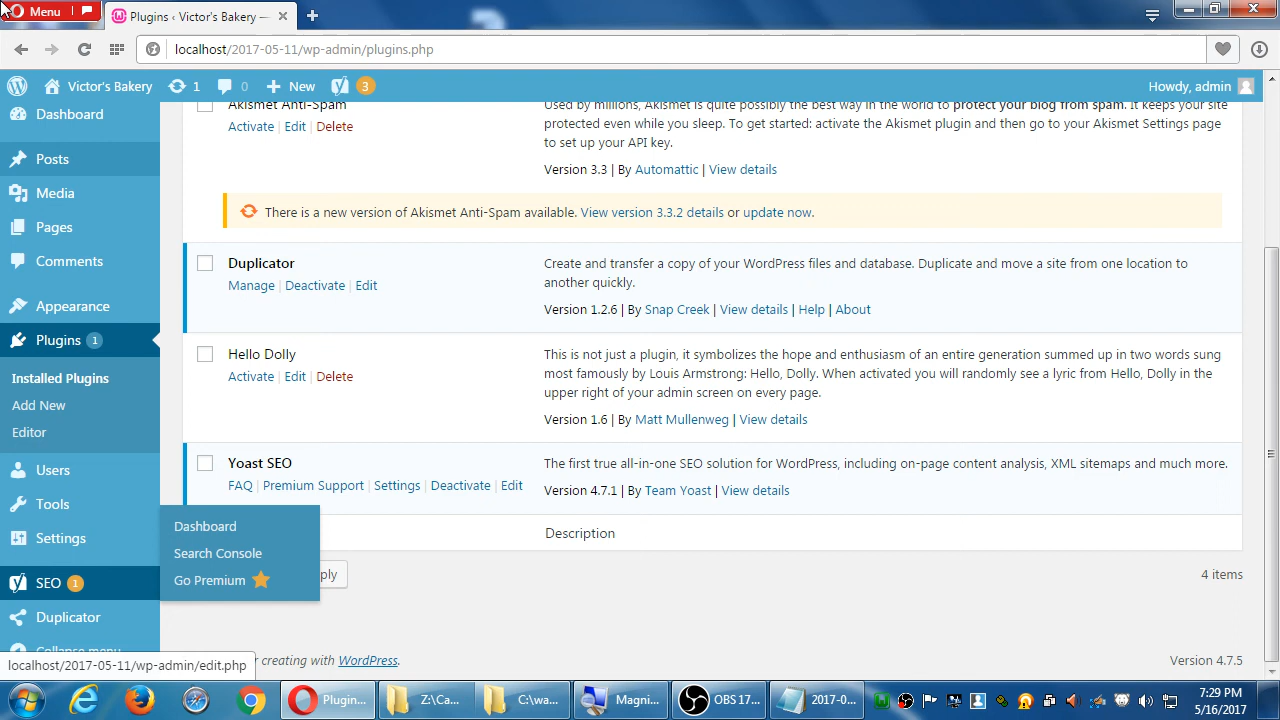 Menu
Plugins ‹ Victor's Bakery —
localhost/2017-05-11/wp-admin/plugins.php
Victor's Bakery 1 0 New 3 Howdy, admin
Dashboard
Posts
Media
Pages
Comments
Appearance
Plugins 1
Installed Plugins
Add New
Editor
Users
Tools
Settings
SEO 1
Duplicator
Collapse menu
Dashboard
Search Console
Go Premium
Akismet Anti-Spam
Activate | Edit | Delete
Used by millions, Akismet is quite possibly the best way in the world to protect your blog from spam. It keeps your site
protected even while you sleep. To get started: activate the Akismet plugin and then go to your Akismet Settings page
to set up your API key.
Version 3.3 | By Automattic | View details
There is a new version of Akismet Anti-Spam available. View version 3.3.2 details or update now.
Duplicator
Manage | Deactivate | Edit
Create and transfer a copy of your WordPress files and database. Duplicate and move a site from one location to
another quickly.
Version 1.2.6 | By Snap Creek | View details | Help | About
Hello Dolly
Activate | Edit | Delete
This is not just a plugin, it symbolizes the hope and enthusiasm of an entire generation summed up in two words sung
most famously by Louis Armstrong: Hello, Dolly. When activated you will randomly see a lyric from Hello, Dolly in the
upper right of your admin screen on every page.
Version 1.6 | By Matt Mullenweg | View details
Yoast SEO
FAQ | Premium Support | Settings | Deactivate | Edit
The first true all-in-one SEO solution for WordPress, including on-page content analysis, XML sitemaps and much more.
Version 4.7.1 | By Team Yoast | View details
Description
ply
4 items
creating with WordPress.
Version 4.7.5
localhost/2017-05-11/wp-admin/edit.php
Plugin... Z:\Ca... C:\wa... Magni... OBS 17... 2017-0...
7:29 PM
5/16/2017